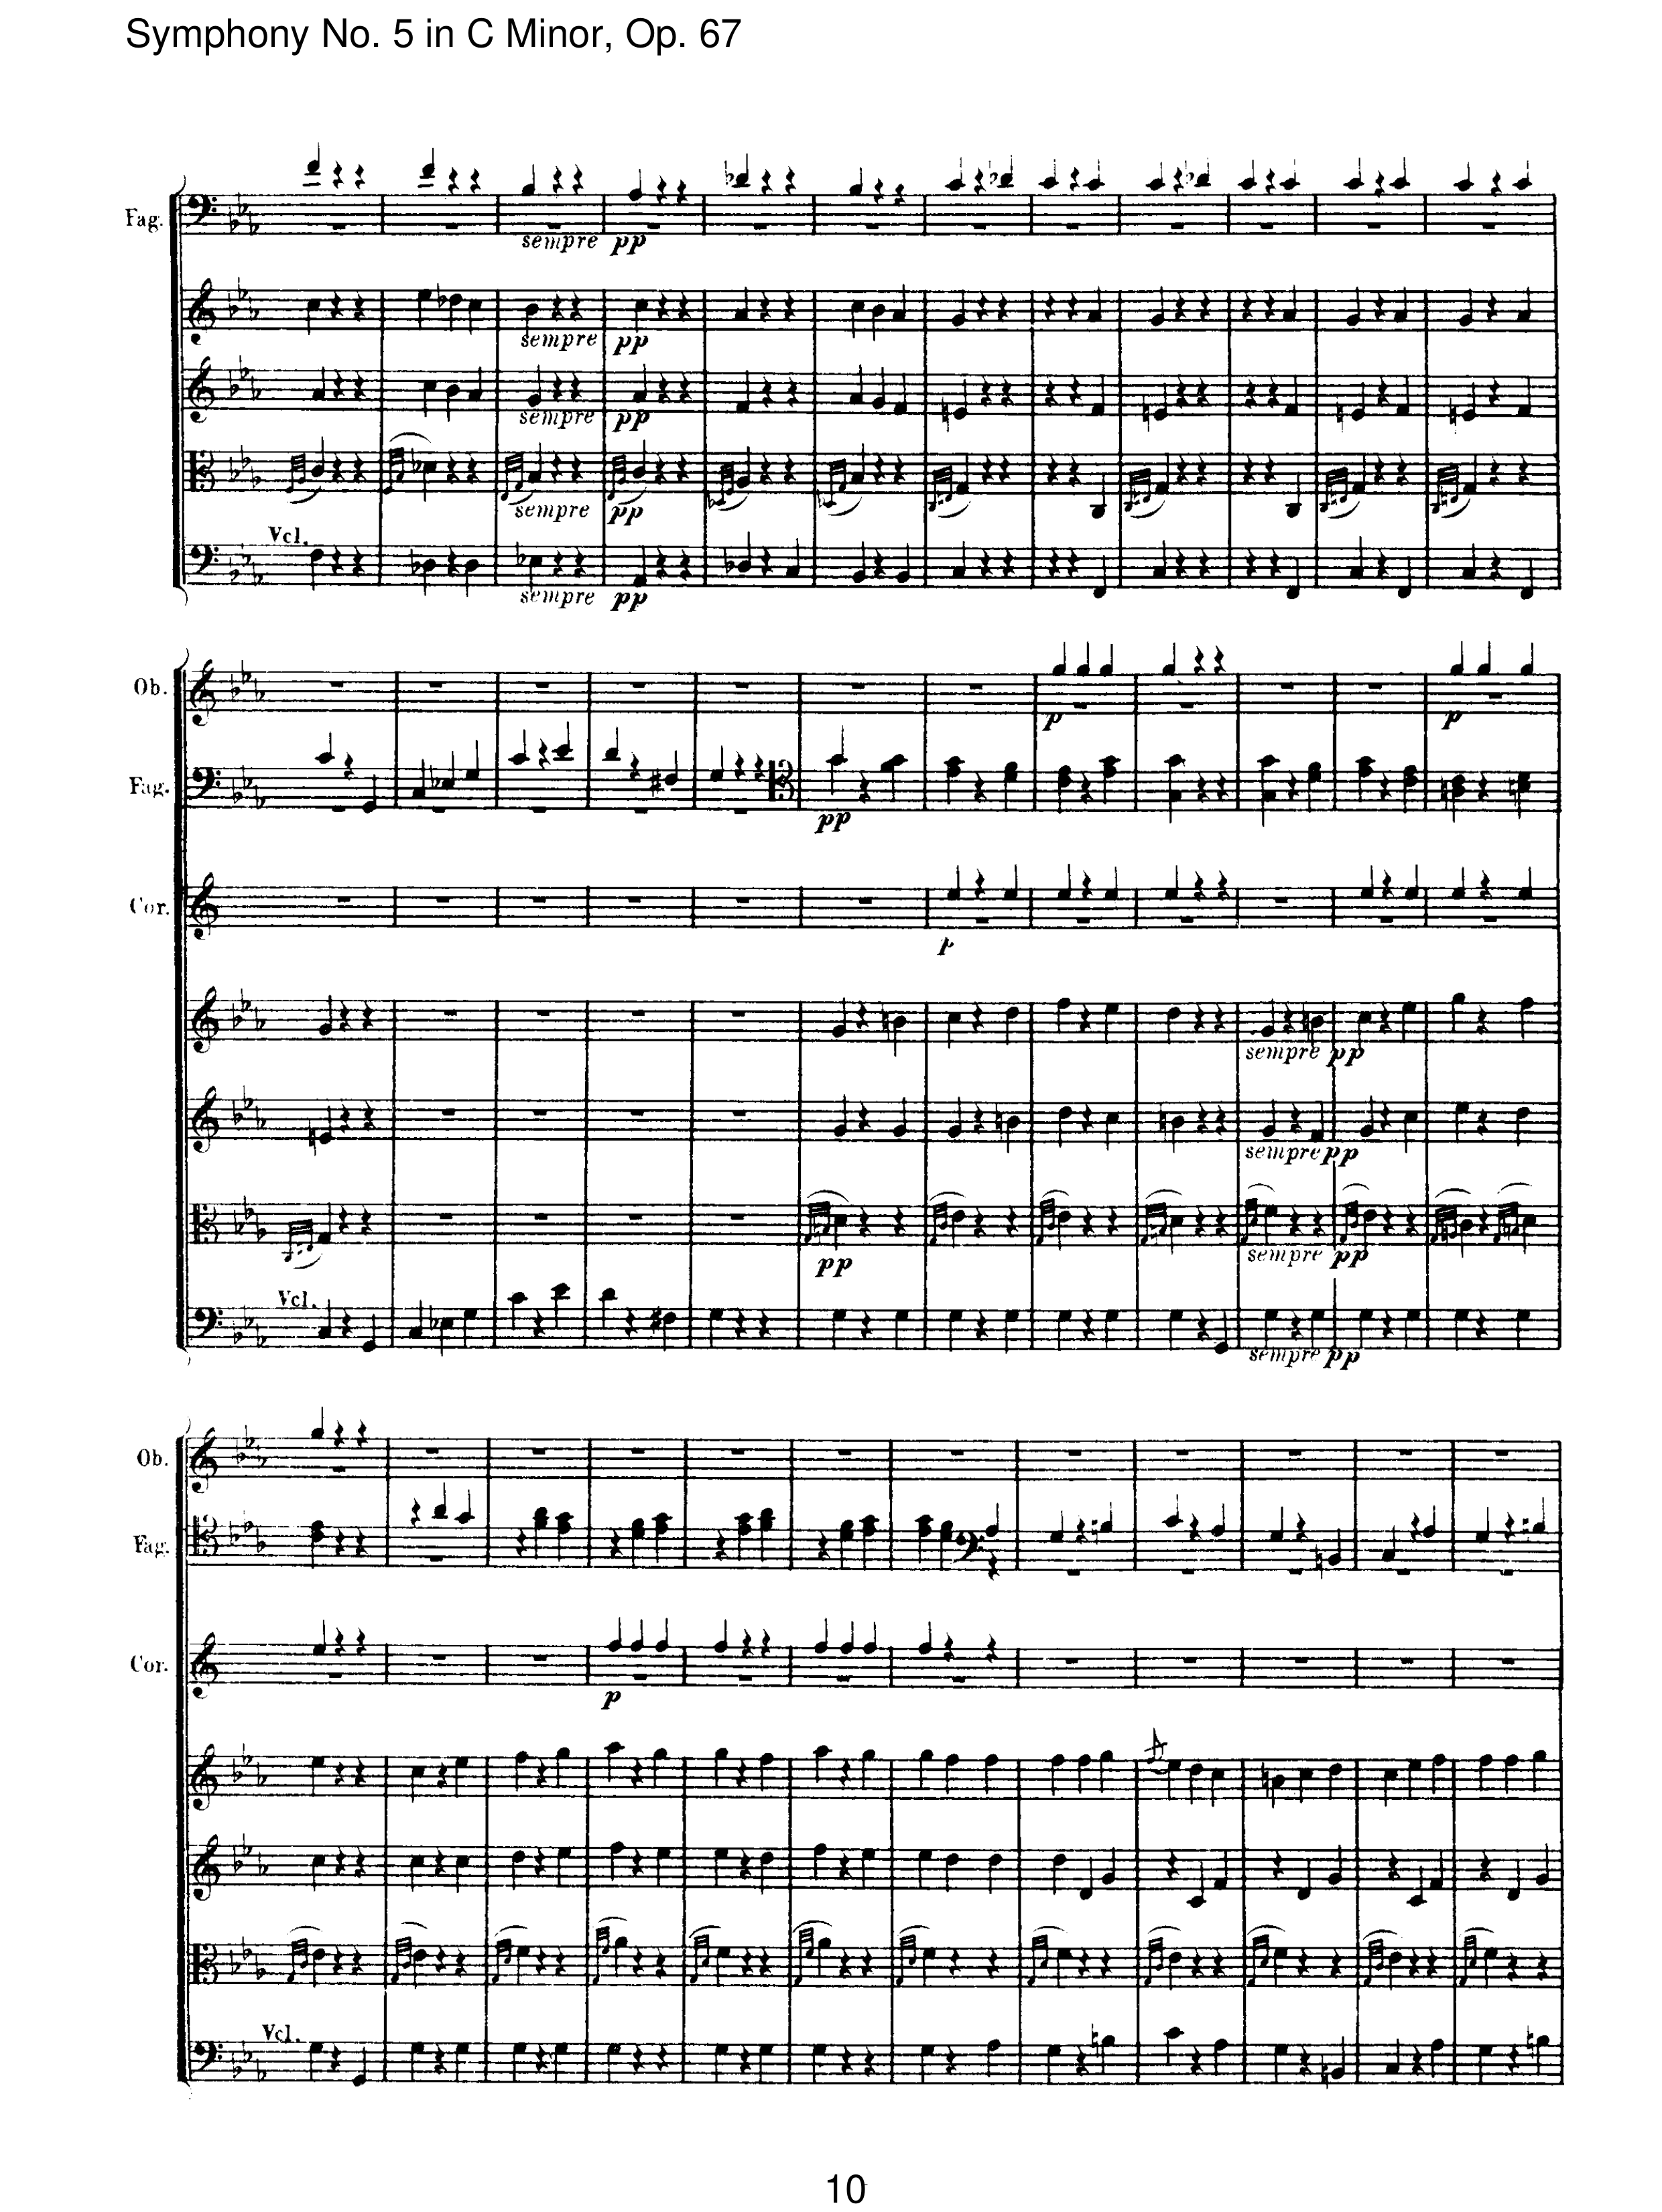 Symphony No. 5 in C Minor, Op. 67
Fag.
sempre pp
sempre pp
sempre pp
sempre pp
Vcl.
sempre pp
Ob.
p p
Fag.
pp
Cor.
p
sempre pp
sempre pp
pp sempre pp
Vcl.
sempre pp
Ob.
Fag.
Cor.
p
Vcl.
10